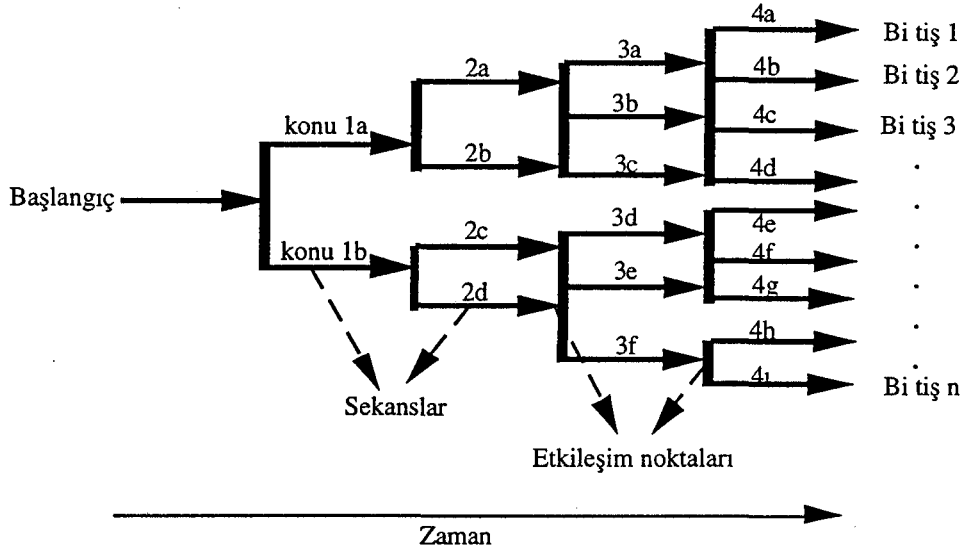 Başlangıç
konu 1a
konu 1b
2a
2b
2c
2d
3a
3b
3c
3d
3e
3f
4a
4b
4c
4d
4e
4f
4g
4h
4ı
Bi tiş 1
Bi tiş 2
Bi tiş 3
Bi tiş n
Sekanslar
Etkileşim noktaları
Zaman